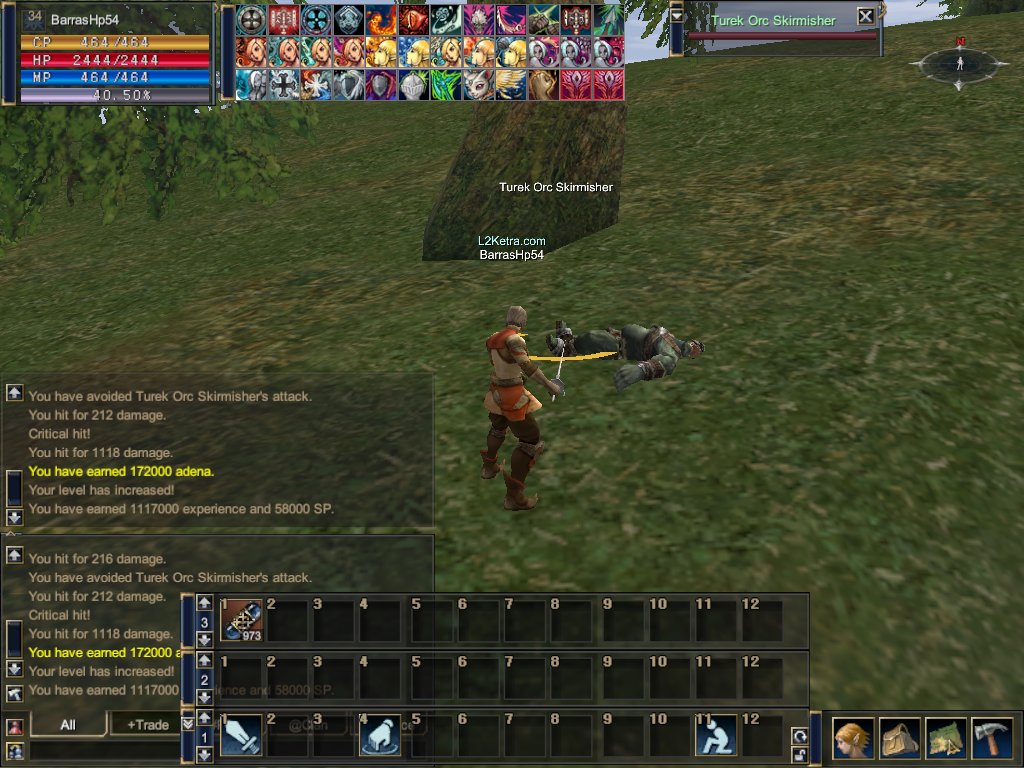 34 BarrasHp54
CP 464/464
HP 2444/2444
MP 464/464
40.50%
Turek Orc Skirmisher
N
Turek Orc Skirmisher
L2Ketra.com
BarrasHp54
You have avoided Turek Orc Skirmisher's attack.
You hit for 212 damage.
Critical hit!
You hit for 1118 damage.
You have earned 172000 adena.
Your level has increased!
You have earned 1117000 experience and 58000 SP.
You hit for 216 damage.
You have avoided Turek Orc Skirmisher's attack.
You hit for 212 damage.
Critical hit!
You hit for 1118 damage.
You have earned 172000 a
Your level has increased!
You have earned 1117000 experience and 58000 SP.
3 1 2 3 4 5 6 7 8 9 10 11 12
973
2 1 2 3 4 5 6 7 8 9 10 11 12
1 1 2 3 4 5 6 7 8 9 10 11 12
All +Trade @Clan